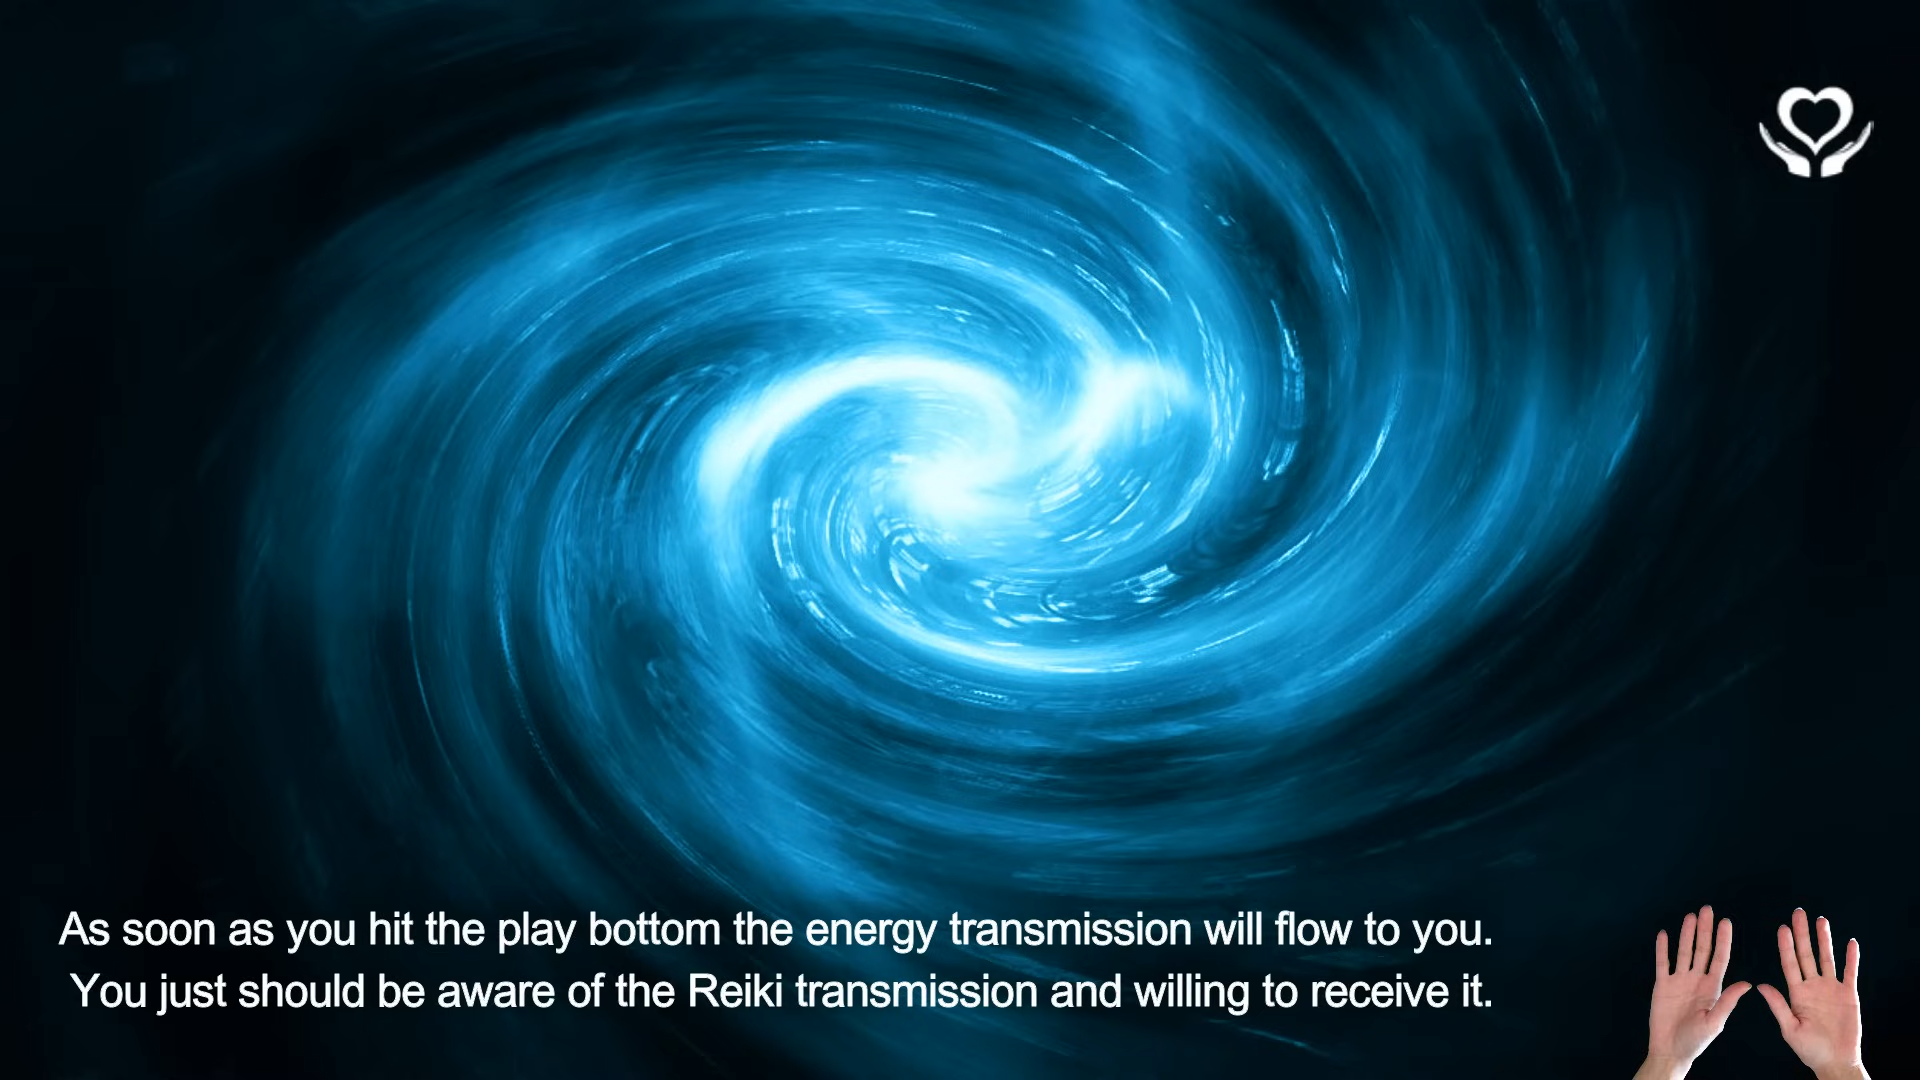 As soon as you hit the play bottom the energy transmission will flow to you.
You just should be aware of the Reiki transmission and willing to receive it.